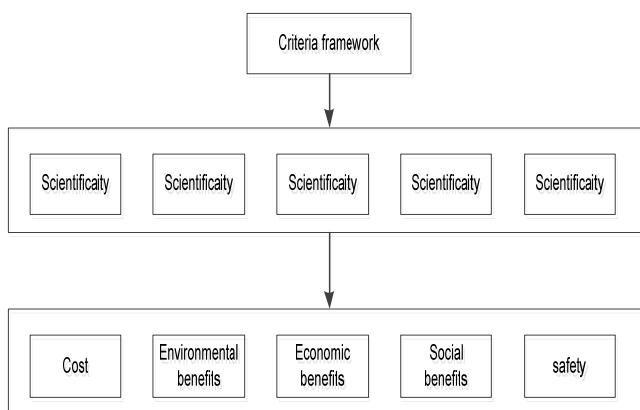 Criteria framework
Scientificaity Scientificaity Scientificaity Scientificaity Scientificaity
Cost
Environmental
benefits
Economic
benefits
Social
benefits
safety